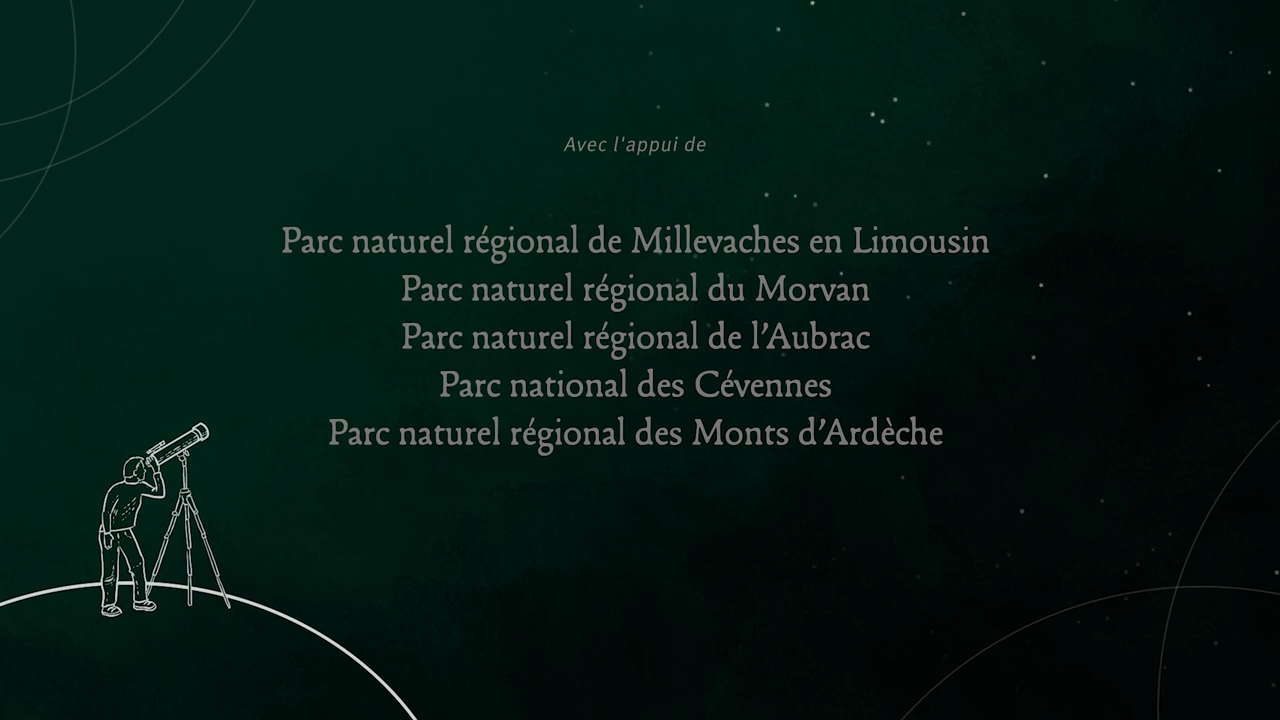 Avec l'appui de
Parc naturel régional de Millevaches en Limousin
Parc naturel régional du Morvan
Parc naturel régional de l’Aubrac
Parc national des Cévennes
Parc naturel régional des Monts d’Ardèche